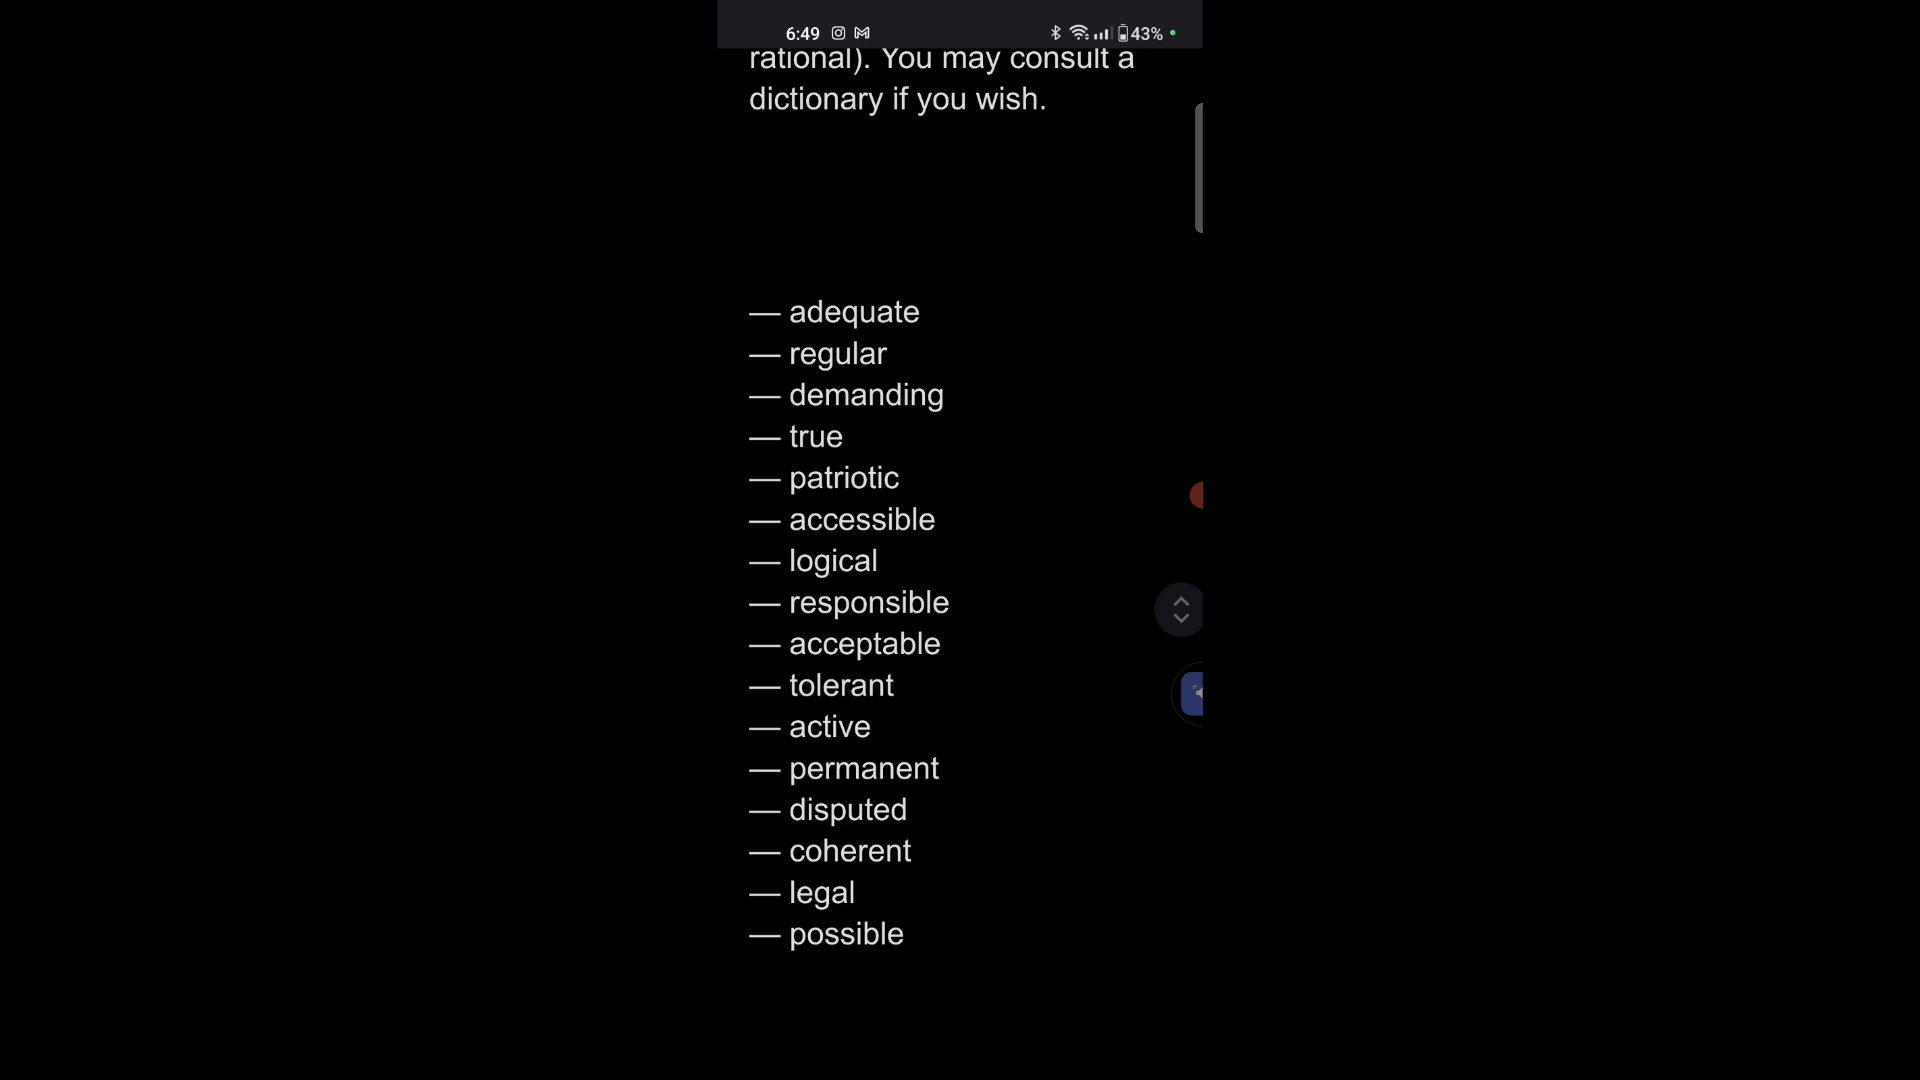 6:49 43%
rational). You may consult a
dictionary if you wish.
— adequate
— regular
— demanding
— true
— patriotic
— accessible
— logical
— responsible
— acceptable
— tolerant
— active
— permanent
— disputed
— coherent
— legal
— possible